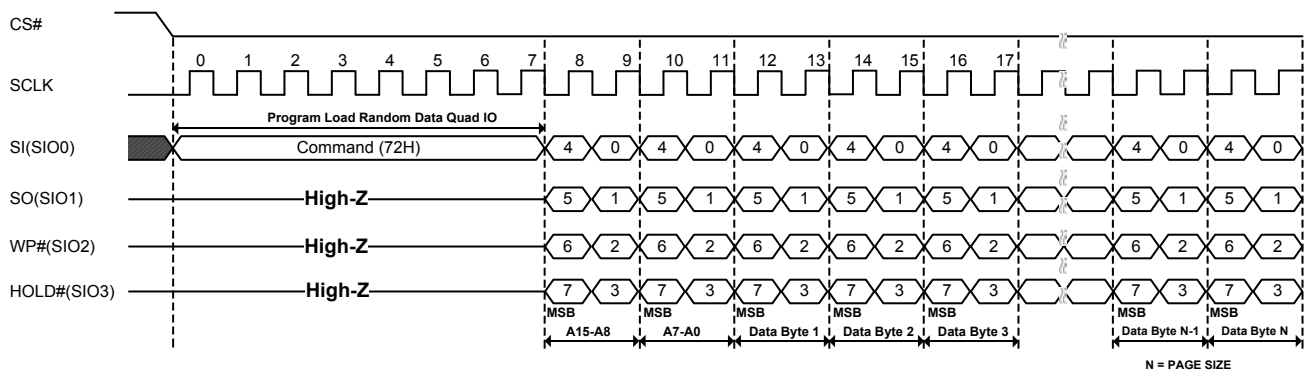 CS#
0 1 2 3 4 5 6 7 8 9 10 11 12 13 14 15 16 17
SCLK
Program Load Random Data Quad IO
SI(SIO0) Command (72H) 4 0 4 0 4 0 4 0 4 0 4 0 4 0
SO(SIO1) High-Z 5 1 5 1 5 1 5 1 5 1 5 1 5 1
WP#(SIO2) High-Z 6 2 6 2 6 2 6 2 6 2 6 2 6 2
HOLD#(SIO3) High-Z 7 3 7 3 7 3 7 3 7 3 7 3 7 3
MSB MSB MSB MSB MSB MSB MSB
A15-A8 A7-A0 Data Byte 1 Data Byte 2 Data Byte 3 Data Byte N-1 Data Byte N
N = PAGE SIZE